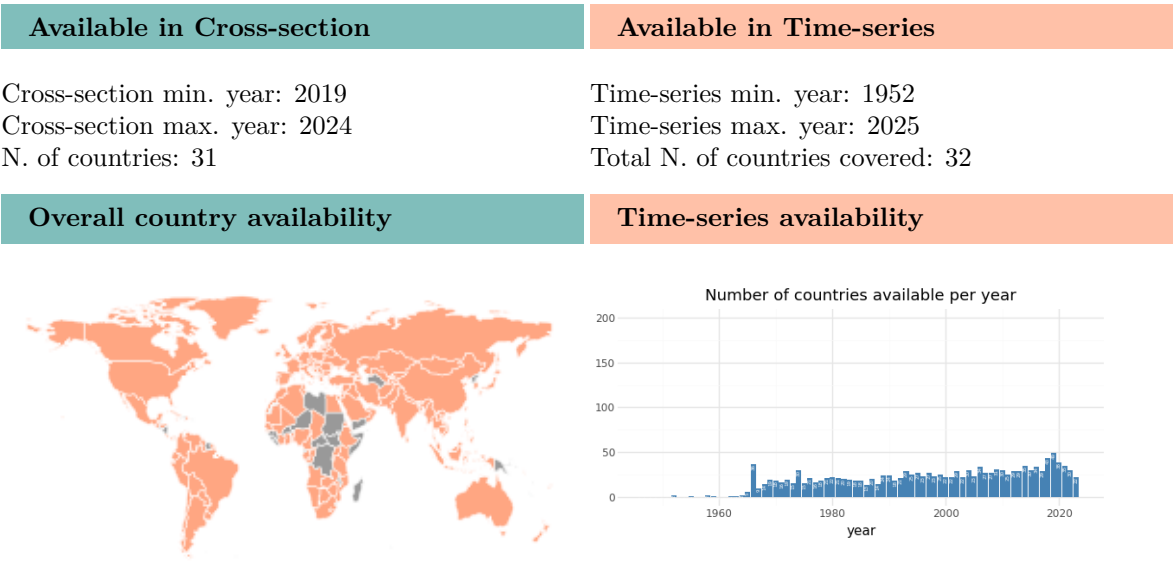 Available in Cross-section
Available in Time-series
Cross-section min. year: 2019
Cross-section max. year: 2024
N. of countries: 31
Time-series min. year: 1952
Time-series max. year: 2025
Total N. of countries covered: 32
Overall country availability
Time-series availability
Number of countries available per year
200
150
100
50
0
1960
1980
2000
2020
year